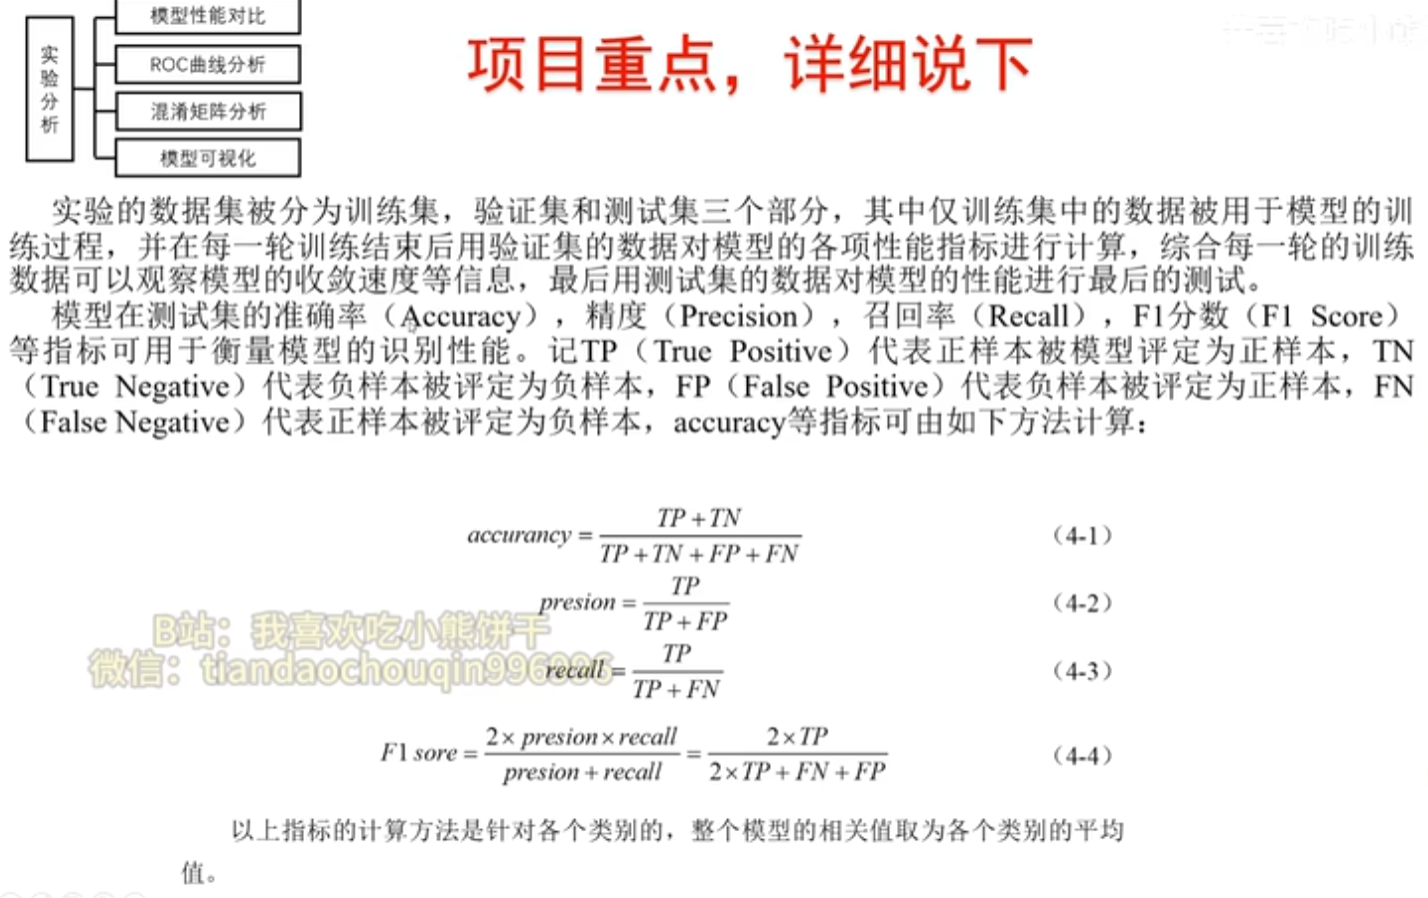 模型性能对比
ROC曲线分析
混淆矩阵分析
模型可视化
实验分析
项目重点，详细说下
实验的数据集被分为训练集，验证集和测试集三个部分，其中仅训练集中的数据被用于模型的训
练过程，并在每一轮训练结束后用验证集的数据对模型的各项性能指标进行计算，综合每一轮的训练
数据可以观察模型的收敛速度等信息，最后用测试集的数据对模型的性能进行最后的测试。
模型在测试集的准确率（Accuracy），精度（Precision），召回率（Recall），F1分数（F1 Score）
等指标可用于衡量模型的识别性能。记TP（True Positive）代表正样本被模型评定为正样本，TN
（True Negative）代表负样本被评定为负样本，FP（False Positive）代表负样本被评定为正样本，FN
（False Negative）代表正样本被评定为负样本，accuracy等指标可由如下方法计算：
accurancy = TP + TN / TP + TN + FP + FN （4-1）
presion = TP / TP + FP （4-2）
B站：我喜欢吃小熊饼干
微信：tiandaochouqin996996
recall = TP / TP + FN （4-3）
F1 sore = 2 × presion × recall / presion + recall = 2 × TP / 2 × TP + FN + FP （4-4）
以上指标的计算方法是针对各个类别的，整个模型的相关值取为各个类别的平均
值。